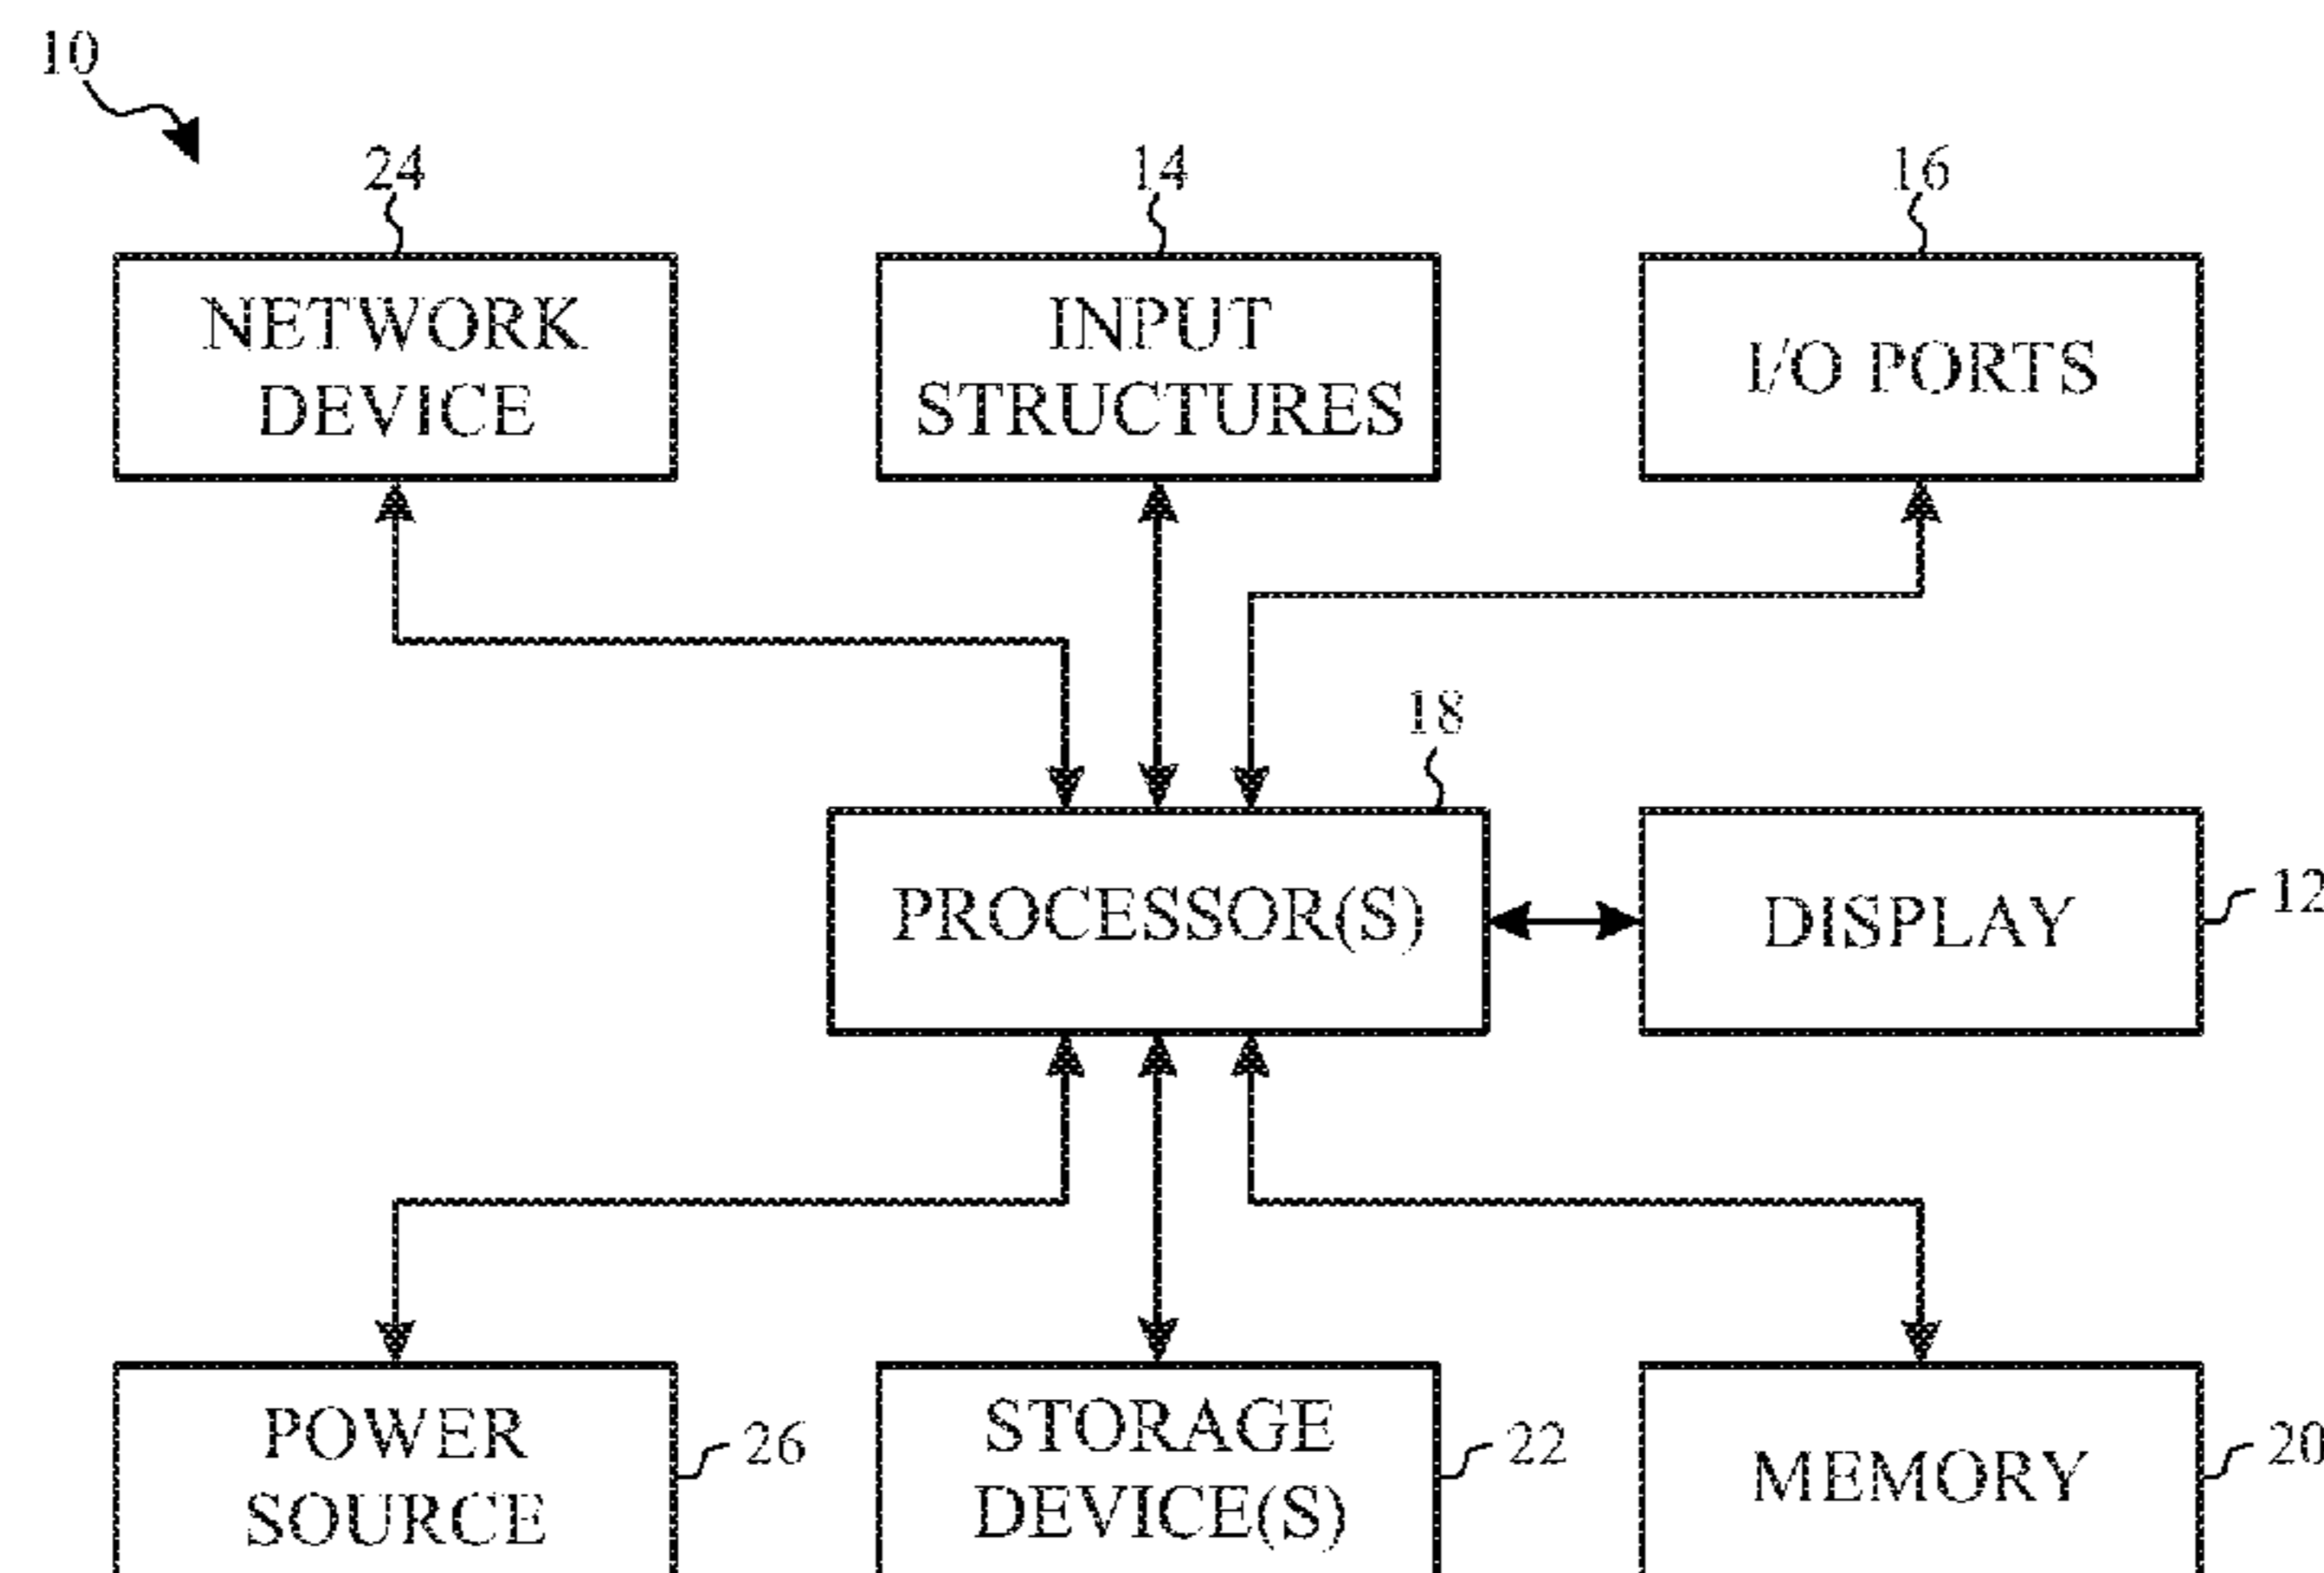 10
24
14
16
NETWORK
DEVICE
INPUT
STRUCTURES
I/O PORTS
18
PROCESSOR(S)
DISPLAY
12
POWER
SOURCE
26
STORAGE
DEVICE(S)
22
MEMORY
20